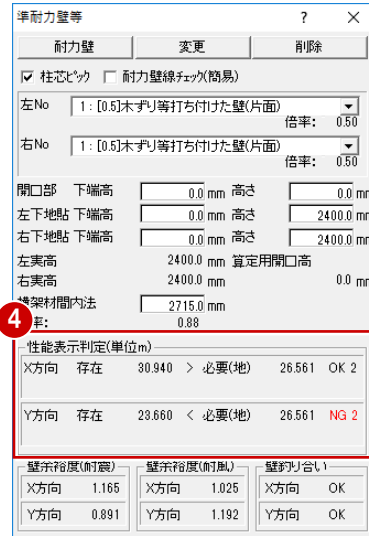 準耐力壁等 ? ×
耐力壁 変更 削除
柱芯ピック 耐力壁線チェック(簡易)
左No 1 : [0.5]木ずり等打ち付けた壁(片面)
倍率: 0.50
右No 1 : [0.5]木ずり等打ち付けた壁(片面)
倍率: 0.50
開口部 下端高 0.0 mm 高さ 0.0 mm
左下地貼 下端高 0.0 mm 高さ 2400.0 mm
右下地貼 下端高 0.0 mm 高さ 2400.0 mm
左実高 2400.0 mm 算定用開口高
右実高 2400.0 mm 0.0 mm
横架材間内法 2715.0 mm
4 率: 0.88
性能表示判定(単位m)
X方向 存在 30.940 > 必要(地) 26.561 OK 2
Y方向 存在 23.660 < 必要(地) 26.561 NG 2
壁余裕度(耐震) 壁余裕度(耐風) 壁釣り合い
X方向 1.165 X方向 1.025 X方向 OK
Y方向 0.891 Y方向 1.192 Y方向 OK